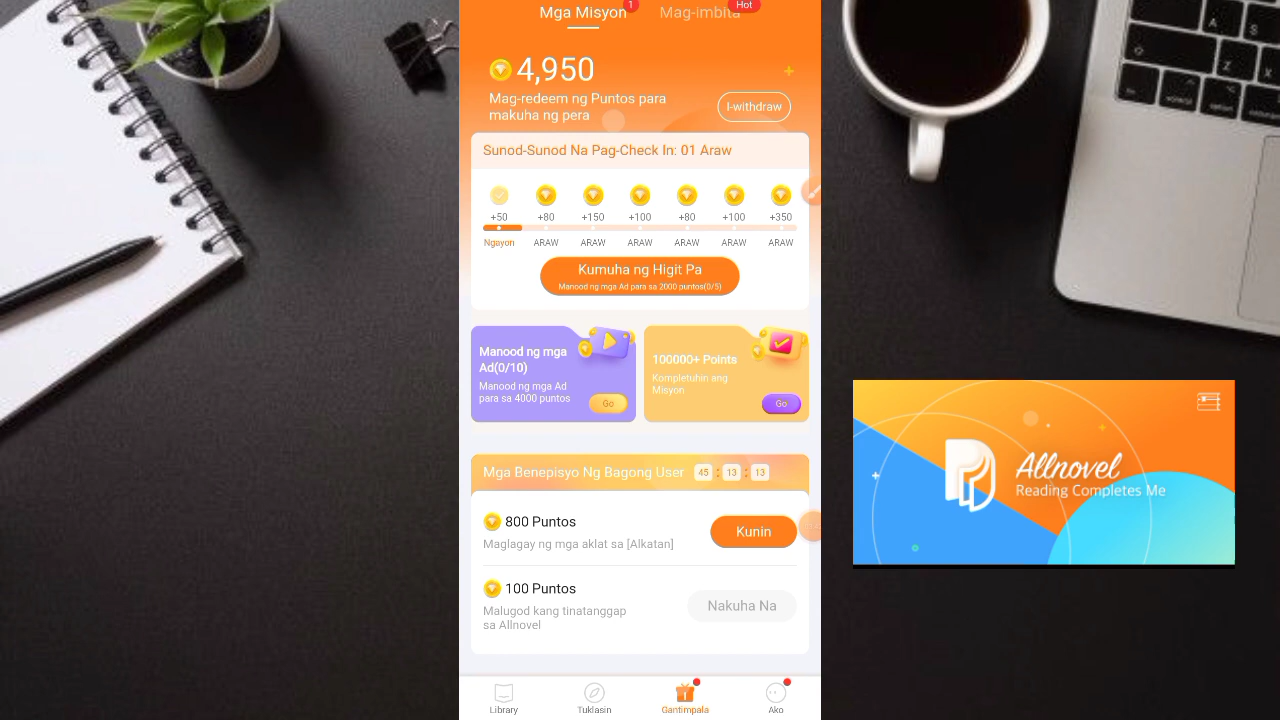 Mga Misyon
1
Mag-imbita
Hot
4,950
Mag-redeem ng Puntos para
makuha ng pera
I-withdraw
Sunod-Sunod Na Pag-Check In: 01 Araw
+50 +80 +150 +100 +80 +100 +350
Ngayon ARAW ARAW ARAW ARAW ARAW ARAW
Kumuha ng Higit Pa
Manood ng mga Ad para sa 2000 puntos(0/5)
Manood ng mga
Ad(0/10)
Manood ng mga Ad
para sa 4000 puntos
Go
100000+ Points
Kompletuhin ang
Misyon
Go
Mga Benepisyo Ng Bagong User 45 : 13 : 13
800 Puntos
Maglagay ng mga aklat sa [Alkatan]
Kunin
100 Puntos
Malugod kang tinatanggap
sa Allnovel
Nakuha Na
Library
Tuklasin
Gantimpala
Ako
Allnovel
Reading Completes Me
A
S
Z
X
control
option